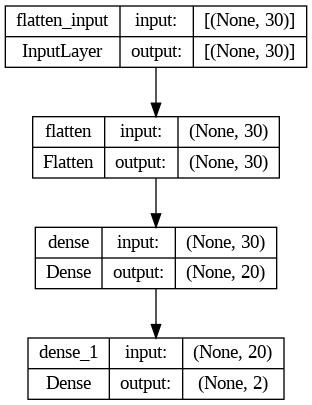 flatten_input input: [(None, 30)]
InputLayer output: [(None, 30)]
flatten input: (None, 30)
Flatten output: (None, 30)
dense input: (None, 30)
Dense output: (None, 20)
dense_1 input: (None, 20)
Dense output: (None, 2)